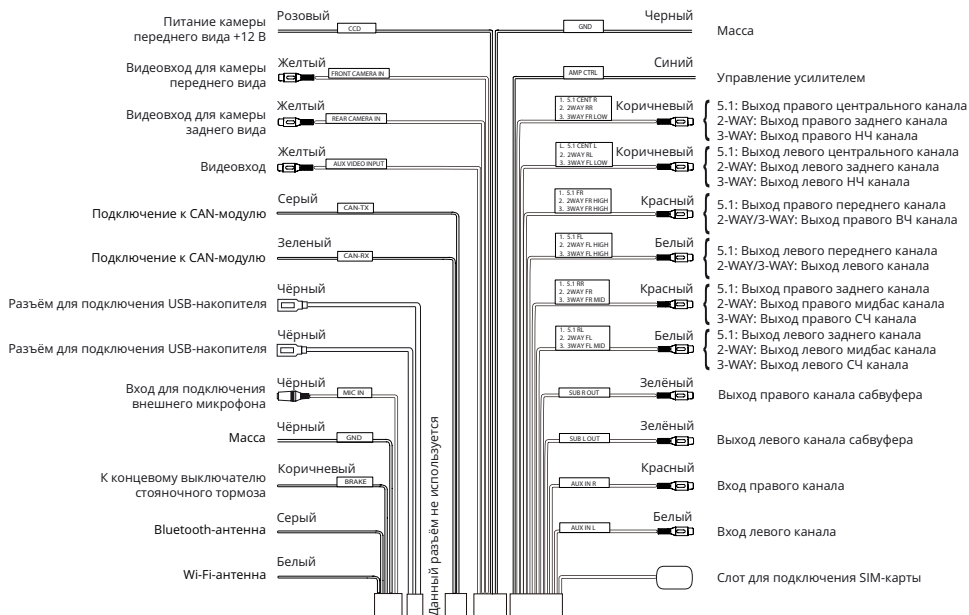 Питание камеры
переднего вида +12 В
Розовый
CCD
Видеовход для камеры
переднего вида
Желтый
FRONT CAMERA IN
Видеовход для камеры
заднего вида
Желтый
REAR CAMERA IN
Видеовход
Желтый
AUX VIDEO INPUT
Подключение к CAN-модулю
Серый
CAN-TX
Подключение к CAN-модулю
Зеленый
CAN-RX
Разъём для подключения USB-накопителя
Чёрный
Разъём для подключения USB-накопителя
Чёрный
Вход для подключения
внешнего микрофона
Чёрный
MIC IN
Масса
Чёрный
GND
К концевому выключателю
стояночного тормоза
Коричневый
BRAKE
Bluetooth-антенна
Серый
Wi-Fi-антенна
Белый
Данный разъём не используется
Черный
GND
Масса
Синий
AMP CTRL
Управление усилителем
1. 5.1 CENT R
2. 2WAY RR
3. 3WAY FR LOW
Коричневый
5.1: Выход правого центрального канала
2-WAY: Выход правого заднего канала
3-WAY: Выход правого НЧ канала
L. 5.1 CENT L
2. 2WAY RL
3. 3WAY FL LOW
Коричневый
5.1: Выход левого центрального канала
2-WAY: Выход левого заднего канала
3-WAY: Выход левого НЧ канала
1. 5.1 FR
2. 2WAY FR HIGH
3. 3WAY FR HIGH
Красный
5.1: Выход правого переднего канала
2-WAY/3-WAY: Выход правого ВЧ канала
1. 5.1 FL
2. 2WAY FL HIGH
3. 3WAY FL HIGH
Белый
5.1: Выход левого переднего канала
2-WAY/3-WAY: Выход левого канала
1. 5.1 RR
2. 2WAY FR
3. 3WAY FR MID
Красный
5.1: Выход правого заднего канала
2-WAY: Выход правого мидбас канала
3-WAY: Выход правого СЧ канала
1. 5.1 RL
2. 2WAY FL
3. 3WAY FL MID
Белый
5.1: Выход левого заднего канала
2-WAY: Выход левого мидбас канала
3-WAY: Выход левого СЧ канала
Зелёный
SUB R OUT
Выход правого канала сабвуфера
Зелёный
SUB L OUT
Выход левого канала сабвуфера
Красный
AUX IN R
Вход правого канала
Белый
AUX IN L
Вход левого канала
Слот для подключения SIM-карты